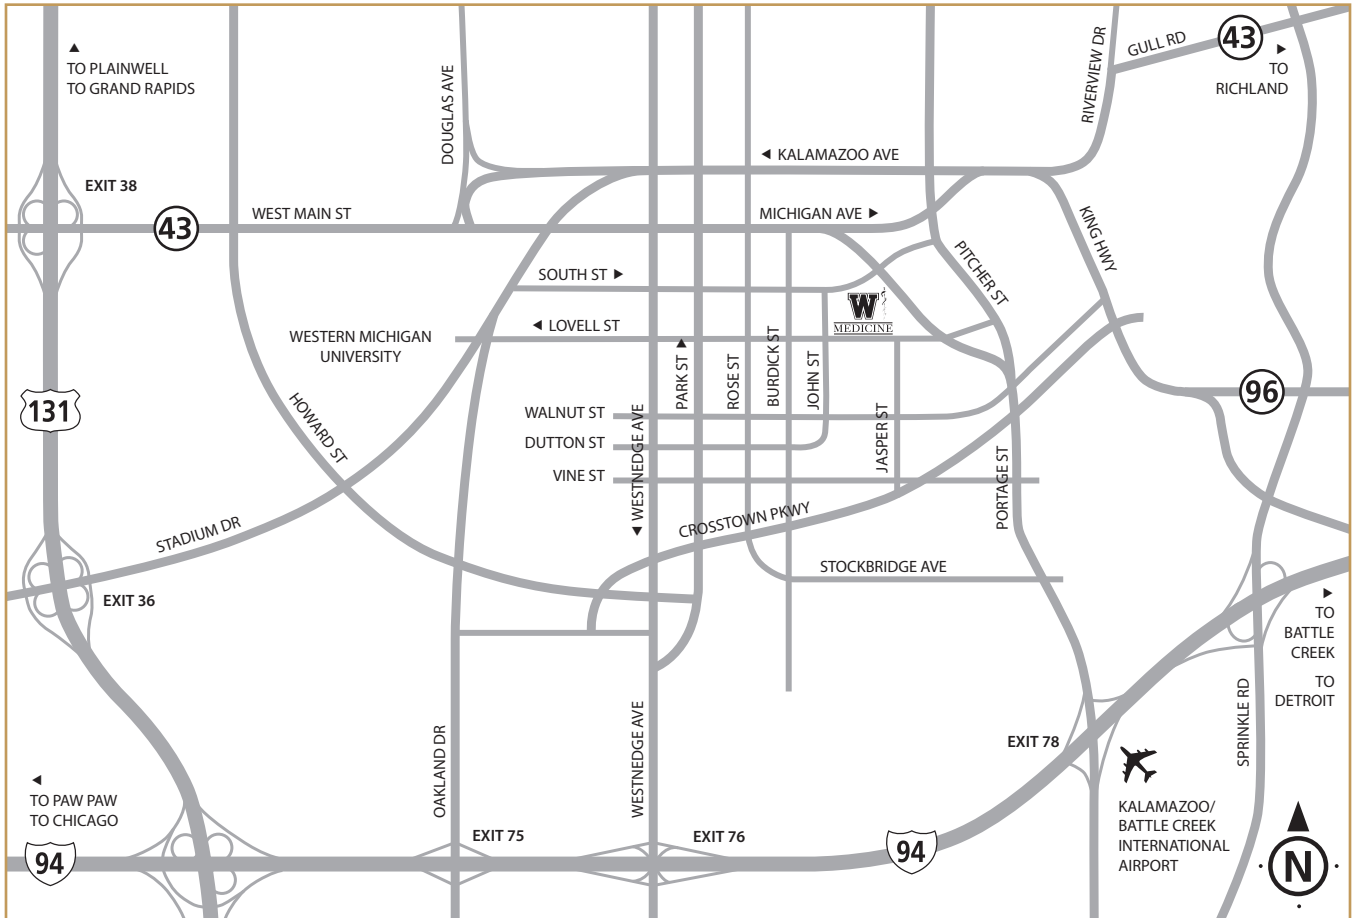 43
GULL RD
RIVERVIEW DR
TO PLAINWELL
TO GRAND RAPIDS
TO
RICHLAND
DOUGLAS AVE
KALAMAZOO AVE
EXIT 38
43
WEST MAIN ST
MICHIGAN AVE
KING HWY
PITCHER ST
SOUTH ST
W
MEDICINE
LOVELL ST
WESTERN MICHIGAN
UNIVERSITY
PARK ST
ROSE ST
BURDICK ST
JOHN ST
131
96
HOWARD ST
WALNUT ST
DUTTON ST
VINE ST
WESTNEDGE AVE
JASPER ST
PORTAGE ST
STADIUM DR
CROSSTOWN PKWY
STOCKBRIDGE AVE
EXIT 36
TO
BATTLE
CREEK
TO
DETROIT
OAKLAND DR
WESTNEDGE AVE
SPRINKLE RD
EXIT 78
TO PAW PAW
TO CHICAGO
KALAMAZOO/
BATTLE CREEK
INTERNATIONAL
AIRPORT
EXIT 75
EXIT 76
94
94
N